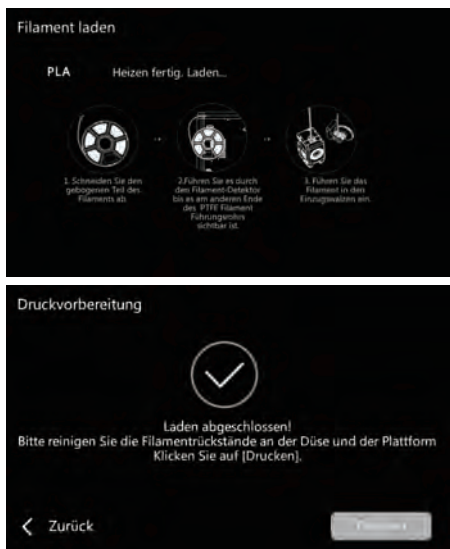 Filament laden
PLA Heizen fertig. Laden...
1. Schneiden Sie den
gebogenen Teil des
Filaments ab.
2.Führen Sie es durch
den Filament-Detektor
bis es am anderen Ende
des PTFE Filament
Führungsrohrs
sichtbar ist.
3. Führen Sie das
Filament in den
Einzugswalzen ein.
Druckvorbereitung
Laden abgeschlossen!
Bitte reinigen Sie die Filamentrückstände an der Düse und der Plattform
Klicken Sie auf [Drucken].
Zurück